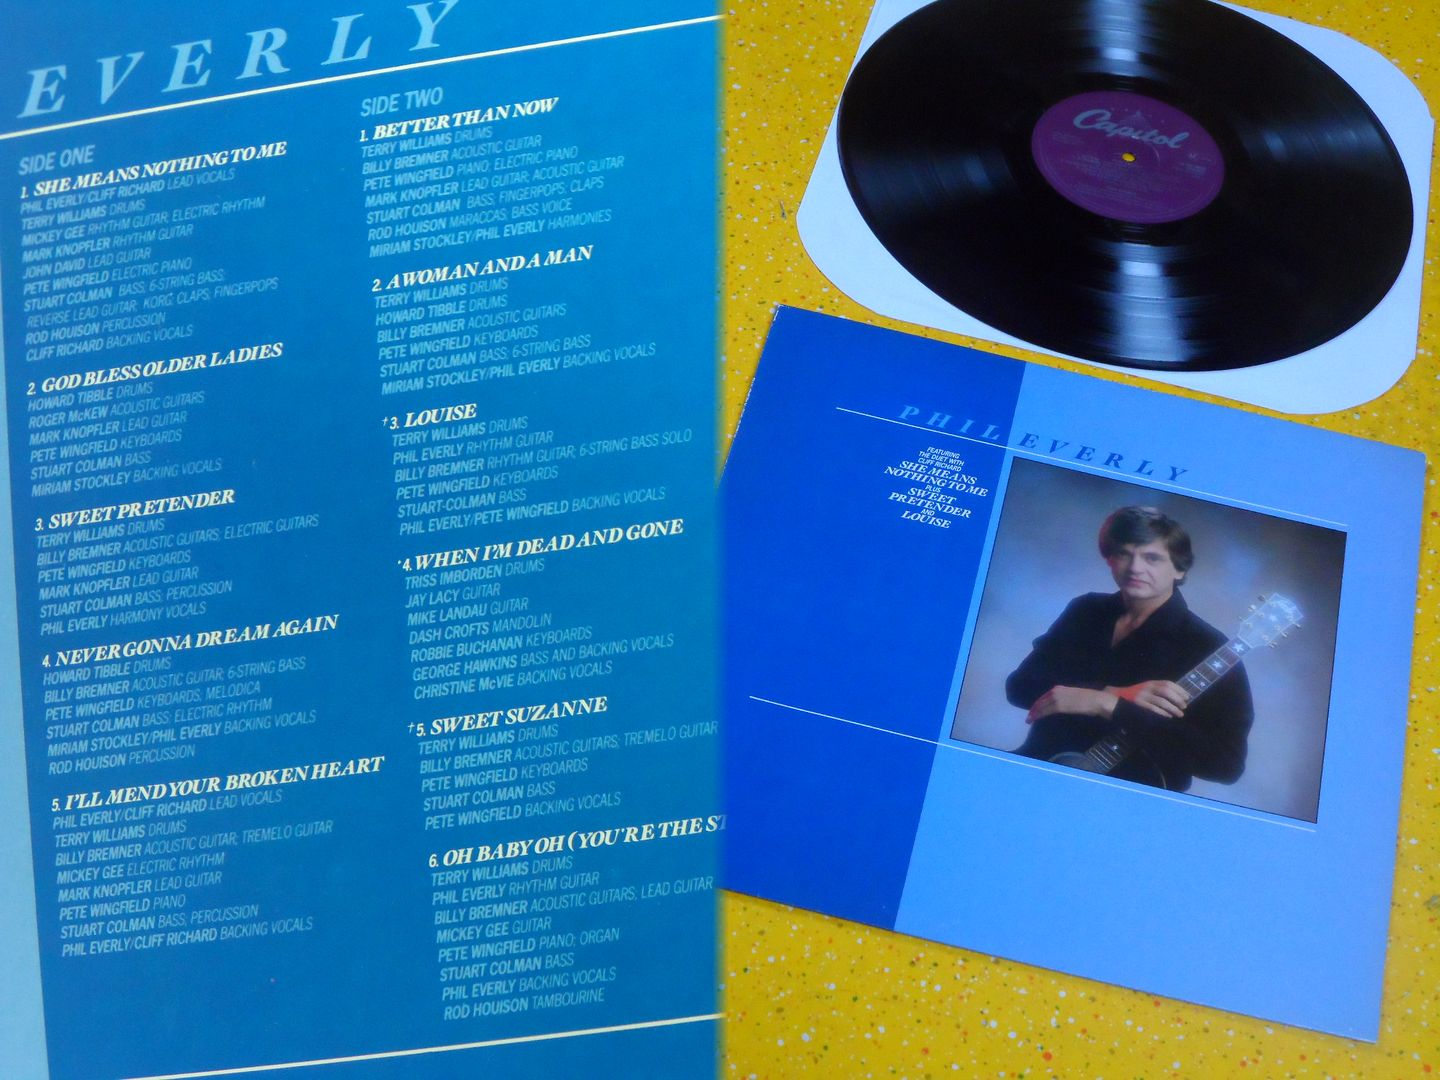 EVERLY
SIDE ONE
1. SHE MEANS NOTHING TO ME
PHIL EVERLY/CLIFF RICHARD LEAD VOCALS
TERRY WILLIAMS DRUMS
MICKEY GEE RHYTHM GUITAR; ELECTRIC RHYTHM
MARK KNOPFLER RHYTHM GUITAR
JOHN DAVID LEAD GUITAR
PETE WINGFIELD ELECTRIC PIANO
STUART COLMAN BASS; 6-STRING BASS;
REVERSE LEAD GUITAR; KORG; CLAPS; FINGERPOPS
ROD HOUISON PERCUSSION
CLIFF RICHARD BACKING VOCALS
2. GOD BLESS OLDER LADIES
HOWARD TIBBLE DRUMS
ROGER McKEW ACOUSTIC GUITARS
MARK KNOPFLER LEAD GUITAR
PETE WINGFIELD KEYBOARDS
STUART COLMAN BASS
MIRIAM STOCKLEY BACKING VOCALS
3. SWEET PRETENDER
TERRY WILLIAMS DRUMS
BILLY BREMNER ACOUSTIC GUITARS; ELECTRIC GUITARS
PETE WINGFIELD KEYBOARDS
MARK KNOPFLER LEAD GUITAR
STUART COLMAN BASS; PERCUSSION
PHIL EVERLY HARMONY VOCALS
4. NEVER GONNA DREAM AGAIN
HOWARD TIBBLE DRUMS
BILLY BREMNER ACOUSTIC GUITAR; 6-STRING BASS
PETE WINGFIELD KEYBOARDS, MELODICA
STUART COLMAN BASS; ELECTRIC RHYTHM
MIRIAM STOCKLEY/PHIL EVERLY BACKING VOCALS
ROD HOUISON PERCUSSION
5. I'LL MEND YOUR BROKEN HEART
PHIL EVERLY/CLIFF RICHARD LEAD VOCALS
TERRY WILLIAMS DRUMS
BILLY BREMNER ACOUSTIC GUITAR; TREMELO GUITAR
MICKEY GEE ELECTRIC RHYTHM
MARK KNOPFLER LEAD GUITAR
PETE WINGFIELD PIANO
STUART COLMAN BASS; PERCUSSION
PHIL EVERLY/CLIFF RICHARD BACKING VOCALS
SIDE TWO
1. BETTER THAN NOW
TERRY WILLIAMS DRUMS
BILLY BREMNER ACOUSTIC GUITAR
PETE WINGFIELD PIANO; ELECTRIC PIANO
MARK KNOPFLER LEAD GUITAR; ACOUSTIC GUITAR
STUART COLMAN BASS; FINGERPOPS; CLAPS
ROD HOUISON MARACCAS; BASS VOICE
MIRIAM STOCKLEY/PHIL EVERLY HARMONIES
2. A WOMAN AND A MAN
TERRY WILLIAMS DRUMS
HOWARD TIBBLE DRUMS
BILLY BREMNER ACOUSTIC GUITARS
PETE WINGFIELD KEYBOARDS
STUART COLMAN BASS; 6-STRING BASS
MIRIAM STOCKLEY/PHIL EVERLY BACKING VOCALS
†3. LOUISE
TERRY WILLIAMS DRUMS
PHIL EVERLY RHYTHM GUITAR
BILLY BREMNER RHYTHM GUITAR; 6-STRING BASS SOLO
PETE WINGFIELD KEYBOARDS
STUART-COLMAN BASS
PHIL EVERLY/PETE WINGFIELD BACKING VOCALS
*4. WHEN I'M DEAD AND GONE
TRISS IMBORDEN DRUMS
JAY LACY GUITAR
MIKE LANDAU GUITAR
DASH CROFTS MANDOLIN
ROBBIE BUCHANAN KEYBOARDS
GEORGE HAWKINS BASS AND BACKING VOCALS
CHRISTINE McVIE BACKING VOCALS
†5. SWEET SUZANNE
TERRY WILLIAMS DRUMS
BILLY BREMNER ACOUSTIC GUITARS; TREMELO GUITAR
PETE WINGFIELD KEYBOARDS
STUART COLMAN BASS
PETE WINGFIELD BACKING VOCALS
6. OH BABY OH (YOU'RE THE ST
TERRY WILLIAMS DRUMS
PHIL EVERLY RHYTHM GUITAR
BILLY BREMNER ACOUSTIC GUITARS, LEAD GUITAR
MICKEY GEE GUITAR
PETE WINGFIELD PIANO; ORGAN
STUART COLMAN BASS
PHIL EVERLY BACKING VOCALS
ROD HOUISON TAMBOURINE
Capitol
PHIL EVERLY
FEATURING
THE DUET WITH
CLIFF RICHARD
SHE MEANS
NOTHING TO ME
PLUS
SWEET
PRETENDER
AND
LOUISE